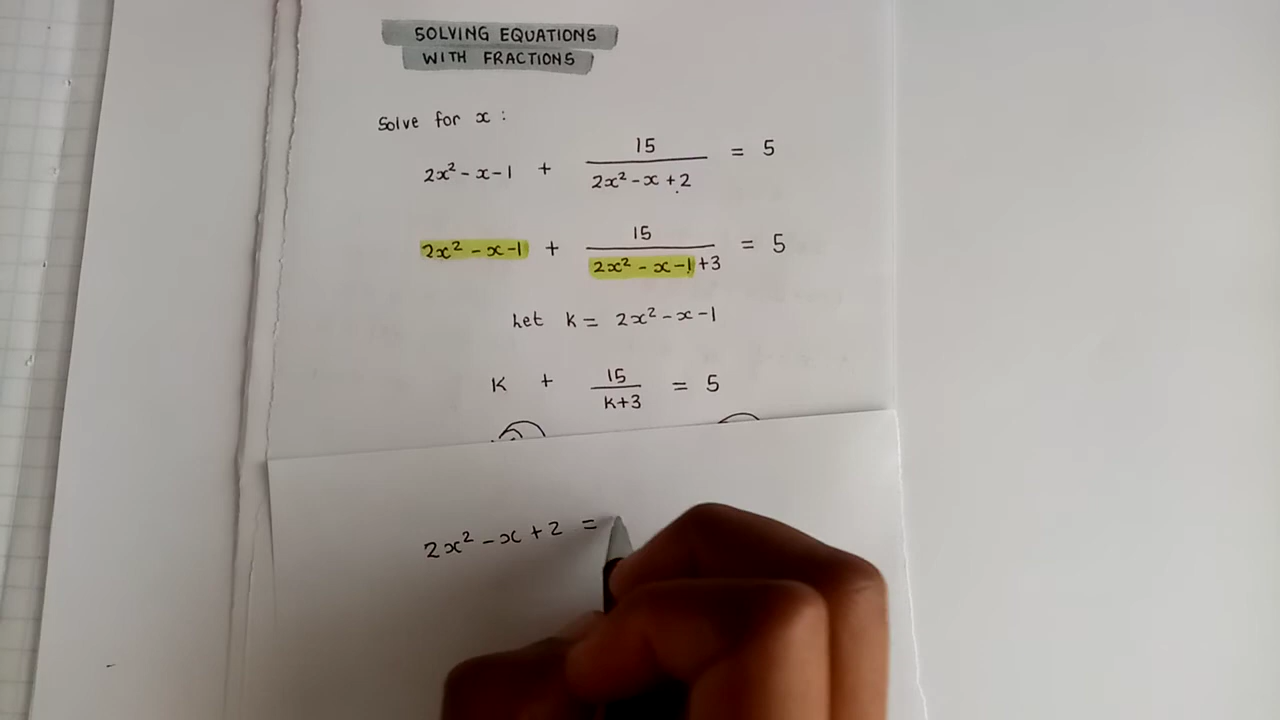 SOLVING EQUATIONS
WITH FRACTIONS
Solve for x :
2x² - x - 1 + 15/(2x² - x + 2) = 5
2x² - x - 1 + 15/(2x² - x - 1 + 3) = 5
Let k = 2x² - x - 1
K + 15/(K+3) = 5
2x² - x + 2 =